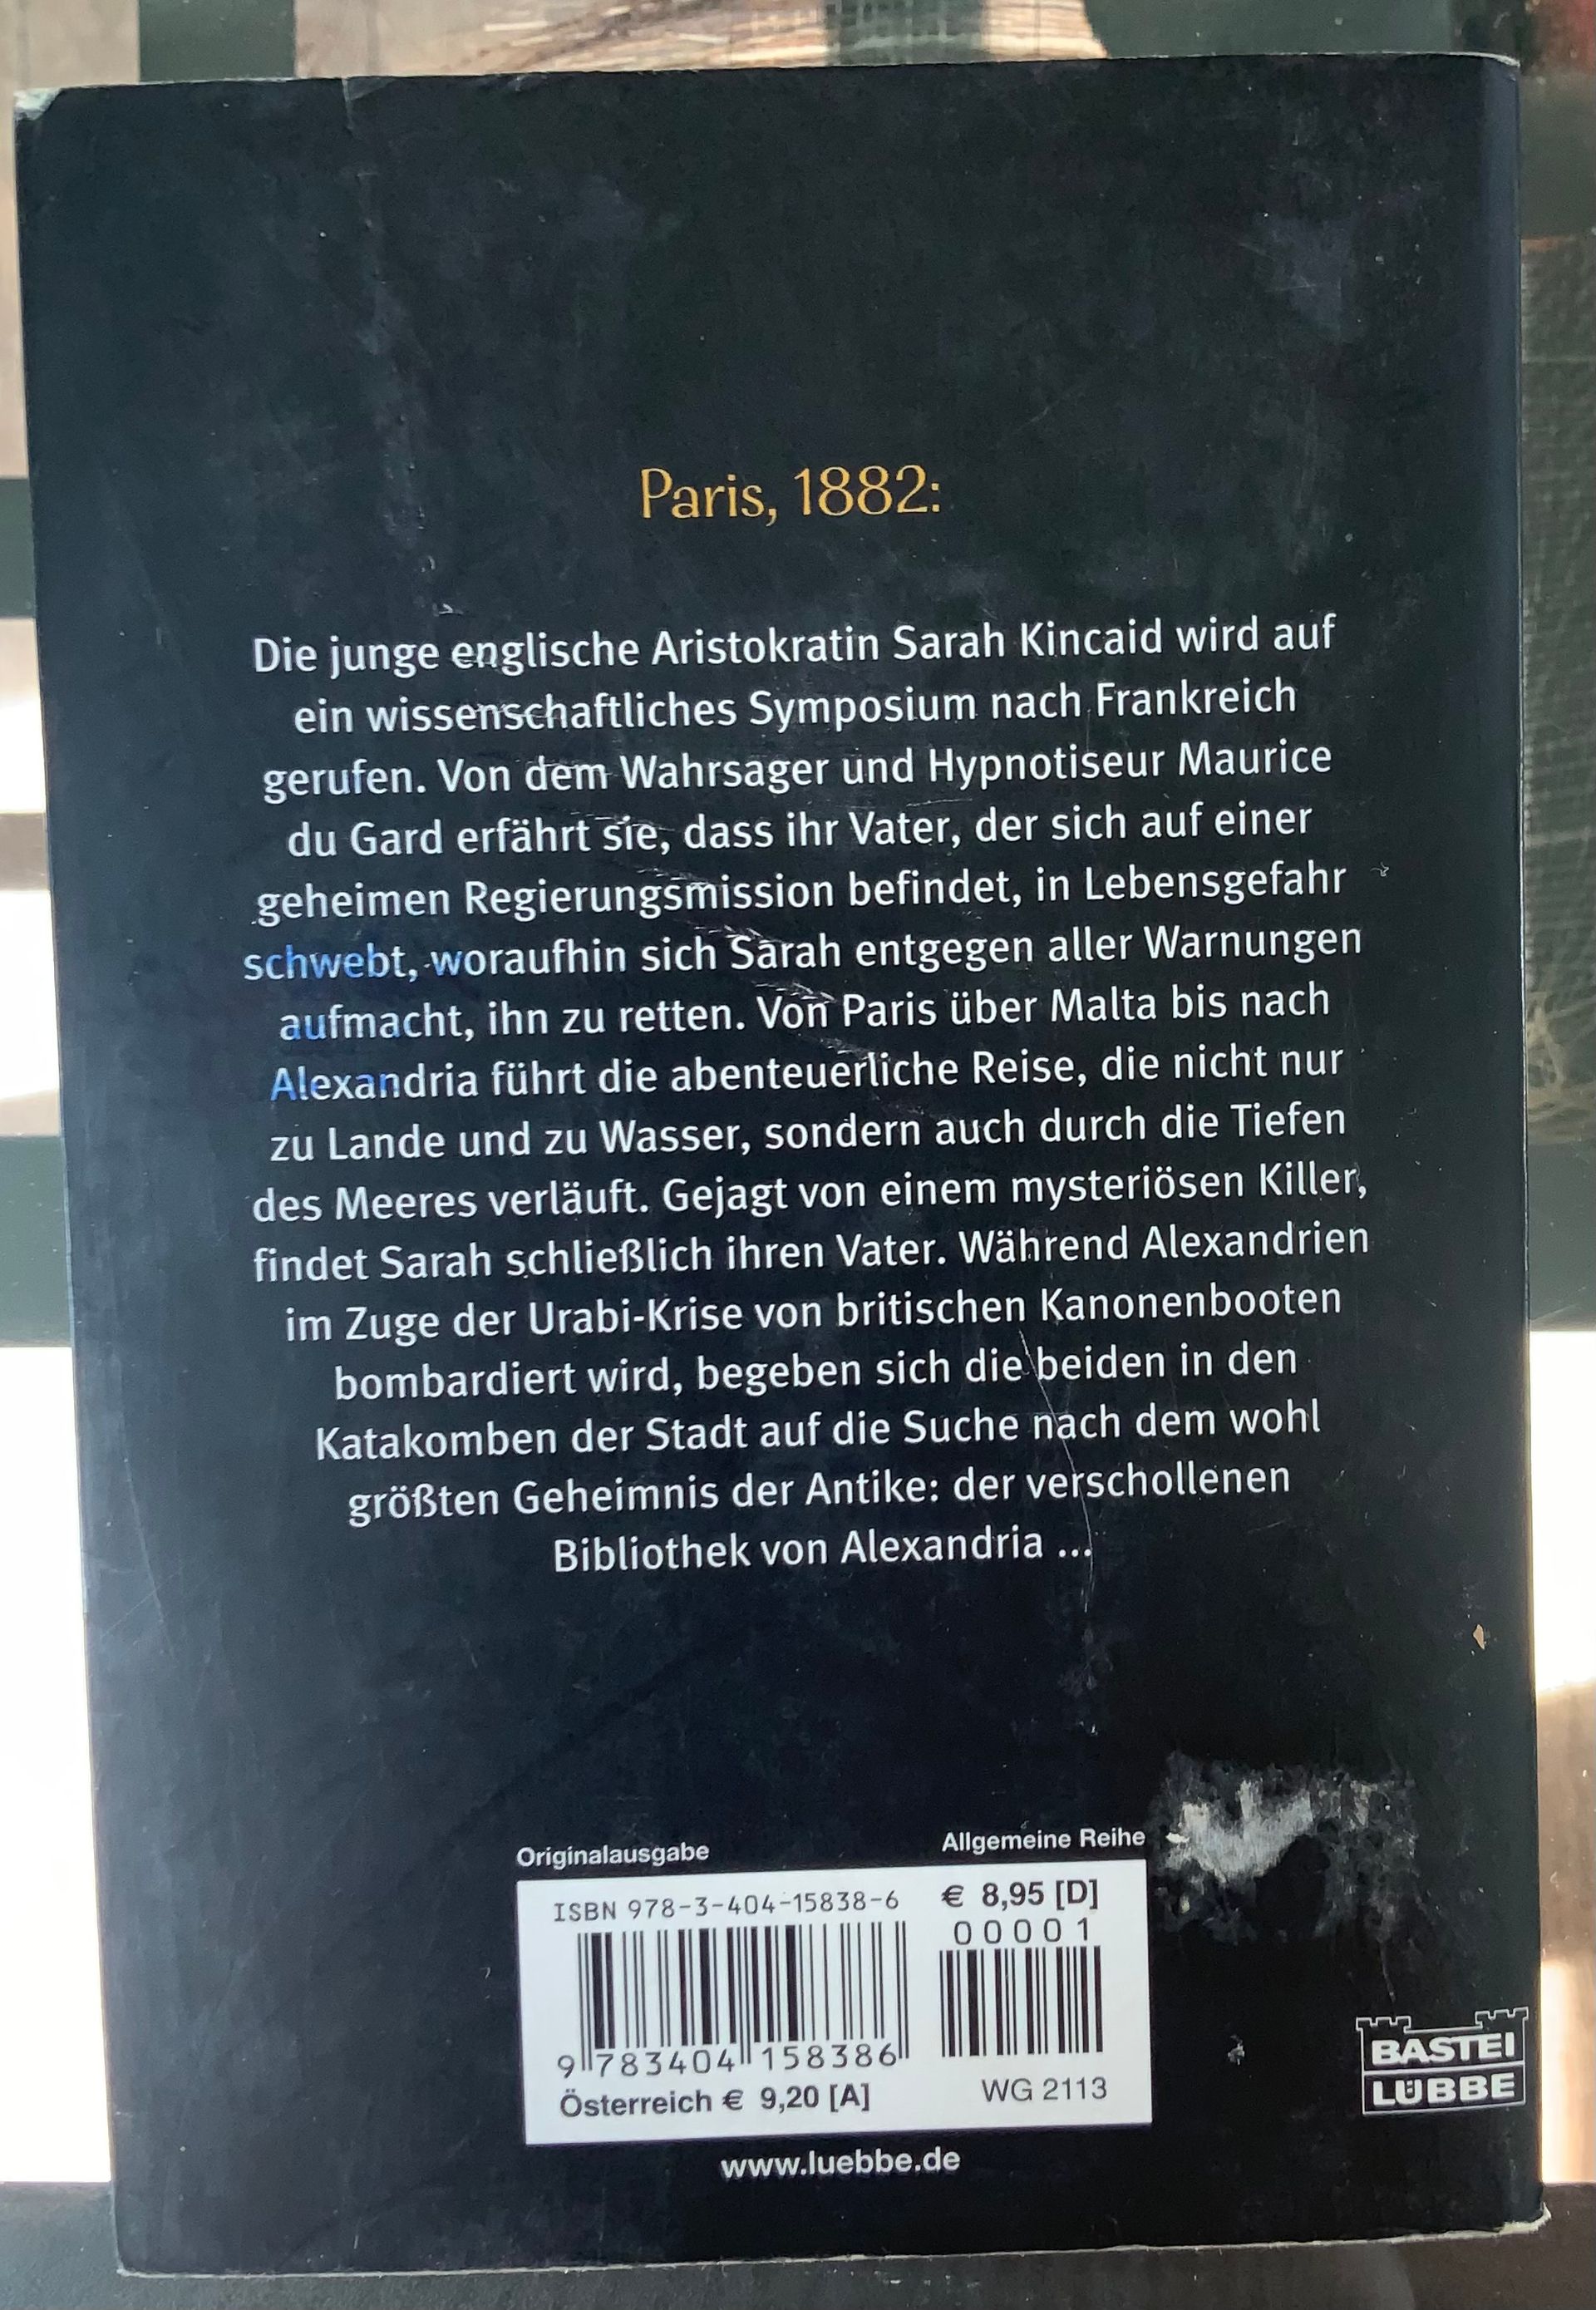 Paris, 1882:
Die junge englische Aristokratin Sarah Kincaid wird auf
ein wissenschaftliches Symposium nach Frankreich
gerufen. Von dem Wahrsager und Hypnotiseur Maurice
du Gard erfährt sie, dass ihr Vater, der sich auf einer
geheimen Regierungsmission befindet, in Lebensgefahr
schwebt, woraufhin sich Sarah entgegen aller Warnungen
aufmacht, ihn zu retten. Von Paris über Malta bis nach
Alexandria führt die abenteuerliche Reise, die nicht nur
zu Lande und zu Wasser, sondern auch durch die Tiefen
des Meeres verläuft. Gejagt von einem mysteriösen Killer,
findet Sarah schließlich ihren Vater. Während Alexandrien
im Zuge der Urabi-Krise von britischen Kanonenbooten
bombardiert wird, begeben sich die beiden in den
Katakomben der Stadt auf die Suche nach dem wohl
größten Geheimnis der Antike: der verschollenen
Bibliothek von Alexandria ...
Originalausgabe
Allgemeine Reihe
ISBN 978-3-404-15838-6
€ 8,95 [D]
00001
9 783404 158386
Österreich € 9,20 [A]
WG 2113
www.luebbe.de
BASTEI
LÜBBE